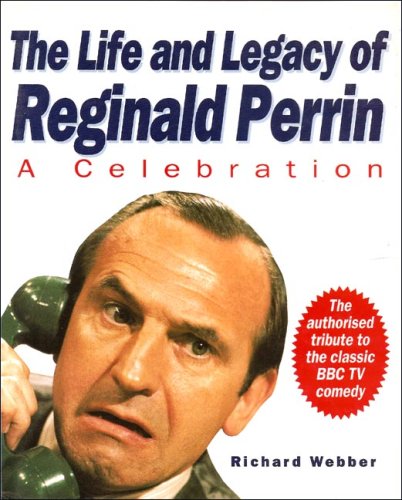 The Life and Legacy of
Reginald Perrin
A Celebration
The
authorised
tribute to
the classic
BBC TV
comedy
Richard Webber